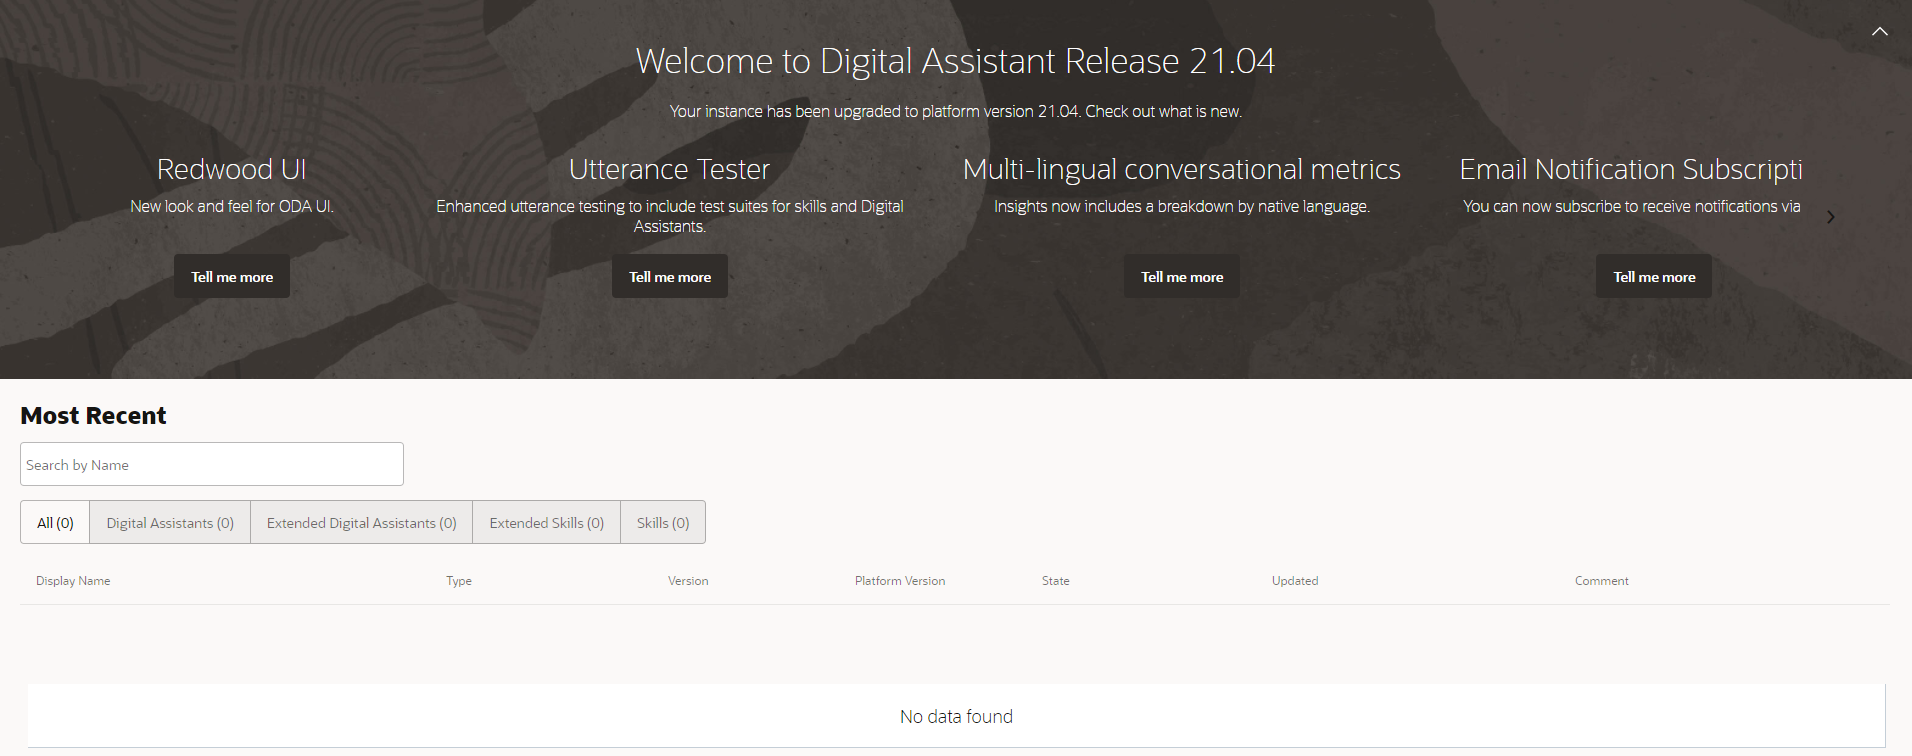 Welcome to Digital Assistant Release 21.04
Your instance has been upgraded to platform version 21.04. Check out what is new.
Redwood UI
New look and feel for ODA UI.
Tell me more
Utterance Tester
Enhanced utterance testing to include test suites for skills and Digital
Assistants.
Tell me more
Multi-lingual conversational metrics
Insights now includes a breakdown by native language.
Tell me more
Email Notification Subscripti
You can now subscribe to receive notifications via
Tell me more
Most Recent
Search by Name
All (0) Digital Assistants (0) Extended Digital Assistants (0) Extended Skills (0) Skills (0)
Display Name Type Version Platform Version State Updated Comment
No data found